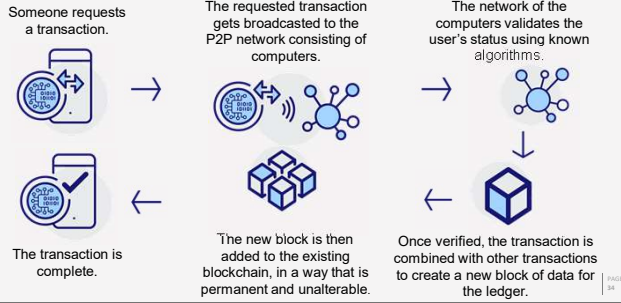 Someone requests
a transaction.
The requested transaction
gets broadcasted to the
P2P network consisting of
computers.
The network of the
computers validates the
user's status using known
algorithms.
Once verified, the transaction is
combined with other transactions
to create a new block of data for
the ledger.
The new block is then
added to the existing
blockchain, in a way that is
permanent and unalterable.
The transaction is
complete.
PAGE
34